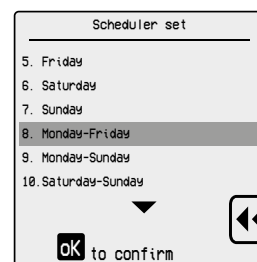 Scheduler set
5. Friday
6. Saturday
7. Sunday
8. Monday-Friday
9. Monday-Sunday
10.Saturday-Sunday
OK to confirm